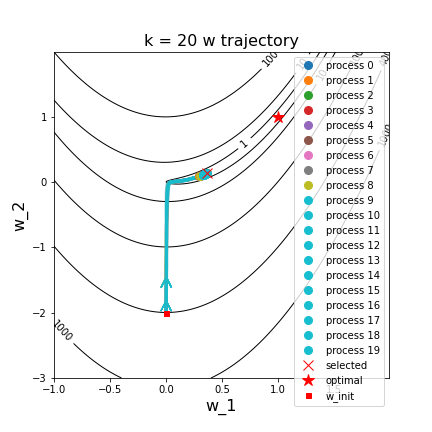 k = 20 w trajectory
w_2
1
0
−1
−2
−3
−1.0
−0.5
0.0
0.5
1.0
w_1
100
1
1000
process 0
process 1
process 2
process 3
process 4
process 5
process 6
process 7
process 8
process 9
process 10
process 11
process 12
process 13
process 14
process 15
process 16
process 17
process 18
process 19
selected
optimal
w_init